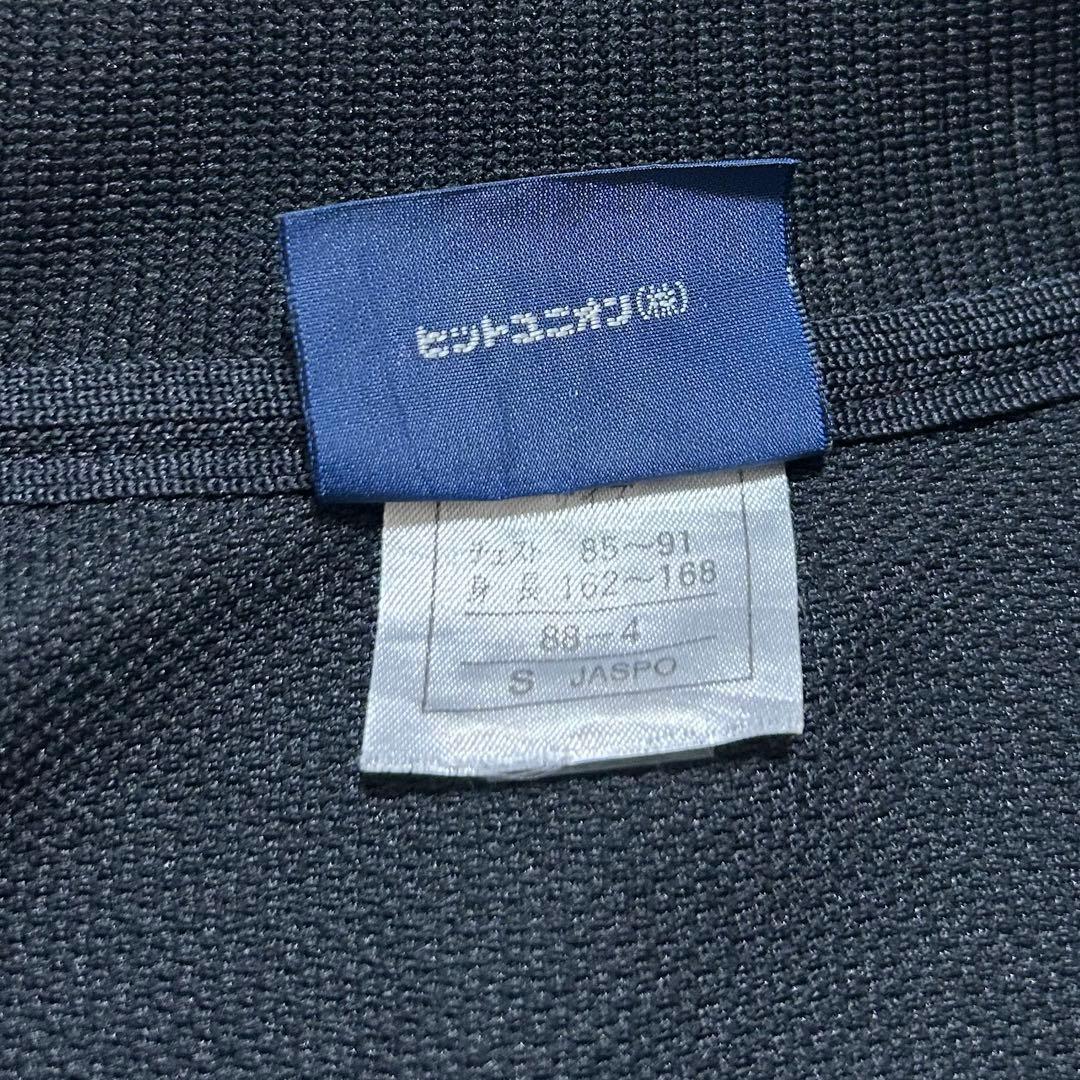 ヒットユニオン(株)
チェスト 85～91
身長 162～168
88－4
S JASPO